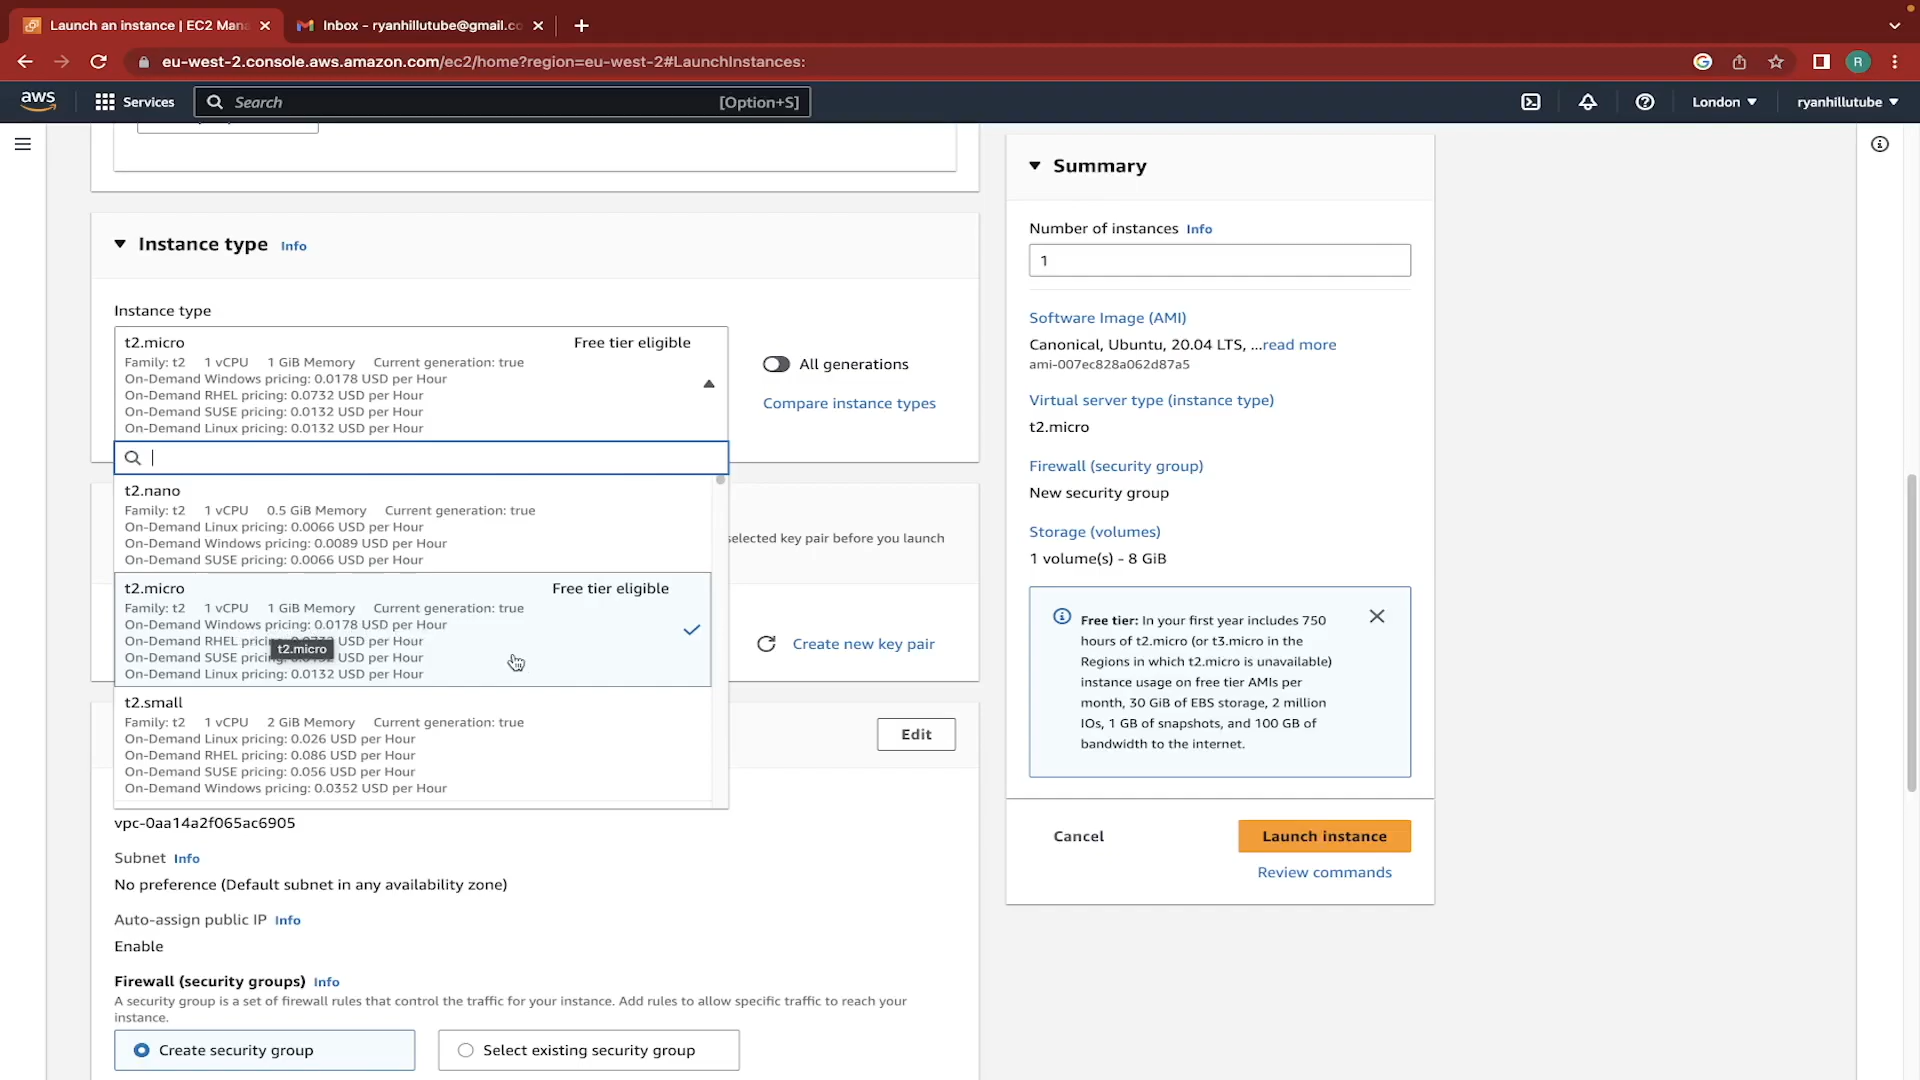 Launch an instance | EC2 Man
Inbox - ryanhillutube@gmail.co
eu-west-2.console.aws.amazon.com/ec2/home?region=eu-west-2#LaunchInstances:
R
aws
Services
Search
[Option+S]
London
ryanhillutube
Instance type Info
Instance type
t2.micro
Free tier eligible
Family: t2 1 vCPU 1 GiB Memory Current generation: true
On-Demand Windows pricing: 0.0178 USD per Hour
On-Demand RHEL pricing: 0.0732 USD per Hour
On-Demand SUSE pricing: 0.0132 USD per Hour
On-Demand Linux pricing: 0.0132 USD per Hour
All generations
Compare instance types
t2.nano
Family: t2 1 vCPU 0.5 GiB Memory Current generation: true
On-Demand Linux pricing: 0.0066 USD per Hour
On-Demand Windows pricing: 0.0089 USD per Hour
On-Demand SUSE pricing: 0.0066 USD per Hour
selected key pair before you launch
t2.micro
Free tier eligible
Family: t2 1 vCPU 1 GiB Memory Current generation: true
On-Demand Windows pricing: 0.0178 USD per Hour
On-Demand RHEL USD per Hour
t2.micro
On-Demand SUSE USD per Hour
On-Demand Linux pricing: 0.0132 USD per Hour
Create new key pair
t2.small
Family: t2 1 vCPU 2 GiB Memory Current generation: true
On-Demand Linux pricing: 0.026 USD per Hour
On-Demand RHEL pricing: 0.086 USD per Hour
On-Demand SUSE pricing: 0.056 USD per Hour
On-Demand Windows pricing: 0.0352 USD per Hour
Edit
vpc-0aa14a2f065ac6905
Subnet Info
No preference (Default subnet in any availability zone)
Auto-assign public IP Info
Enable
Firewall (security groups) Info
A security group is a set of firewall rules that control the traffic for your instance. Add rules to allow specific traffic to reach your
instance.
Create security group
Select existing security group
Summary
Number of instances Info
1
Software Image (AMI)
Canonical, Ubuntu, 20.04 LTS, ...read more
ami-007ec828a062d87a5
Virtual server type (instance type)
t2.micro
Firewall (security group)
New security group
Storage (volumes)
1 volume(s) - 8 GiB
Free tier: In your first year includes 750
hours of t2.micro (or t3.micro in the
Regions in which t2.micro is unavailable)
instance usage on free tier AMIs per
month, 30 GiB of EBS storage, 2 million
IOs, 1 GB of snapshots, and 100 GB of
bandwidth to the internet.
Cancel
Launch instance
Review commands